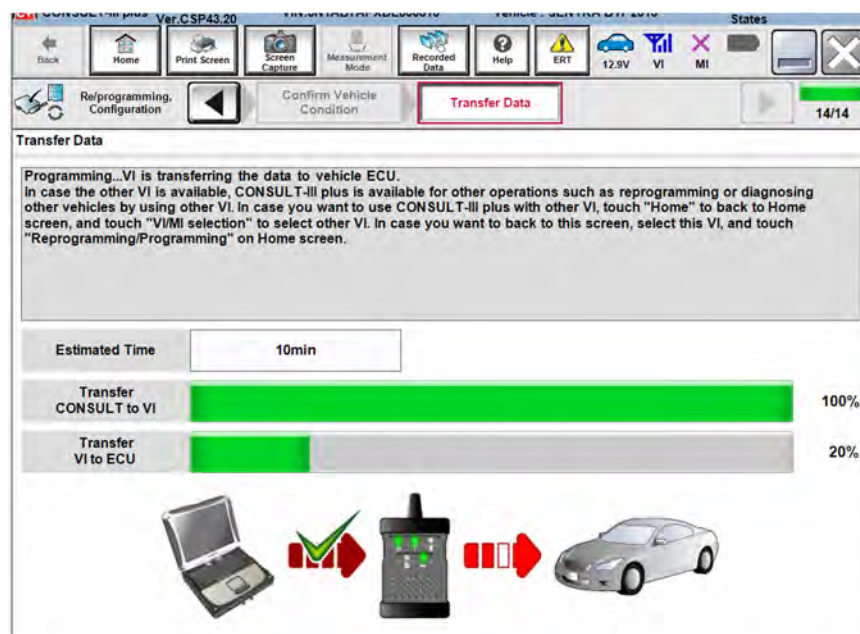 Ver.CSP43.20
States
Back
Home
Print Screen
Screen
Capture
Measurement
Mode
Recorded
Data
Help
ERT
12.9V
VI
MI
Re/programming,
Configuration
Confirm Vehicle
Condition
Transfer Data
14/14
Transfer Data
Programming...VI is transferring the data to vehicle ECU.
In case the other VI is available, CONSULT-III plus is available for other operations such as reprogramming or diagnosing
other vehicles by using other VI. In case you want to use CONSULT-III plus with other VI, touch "Home" to back to Home
screen, and touch "VI/MI selection" to select other VI. In case you want to back to this screen, select this VI, and touch
"Reprogramming/Programming" on Home screen.
Estimated Time
10min
Transfer
CONSULT to VI
100%
Transfer
VI to ECU
20%